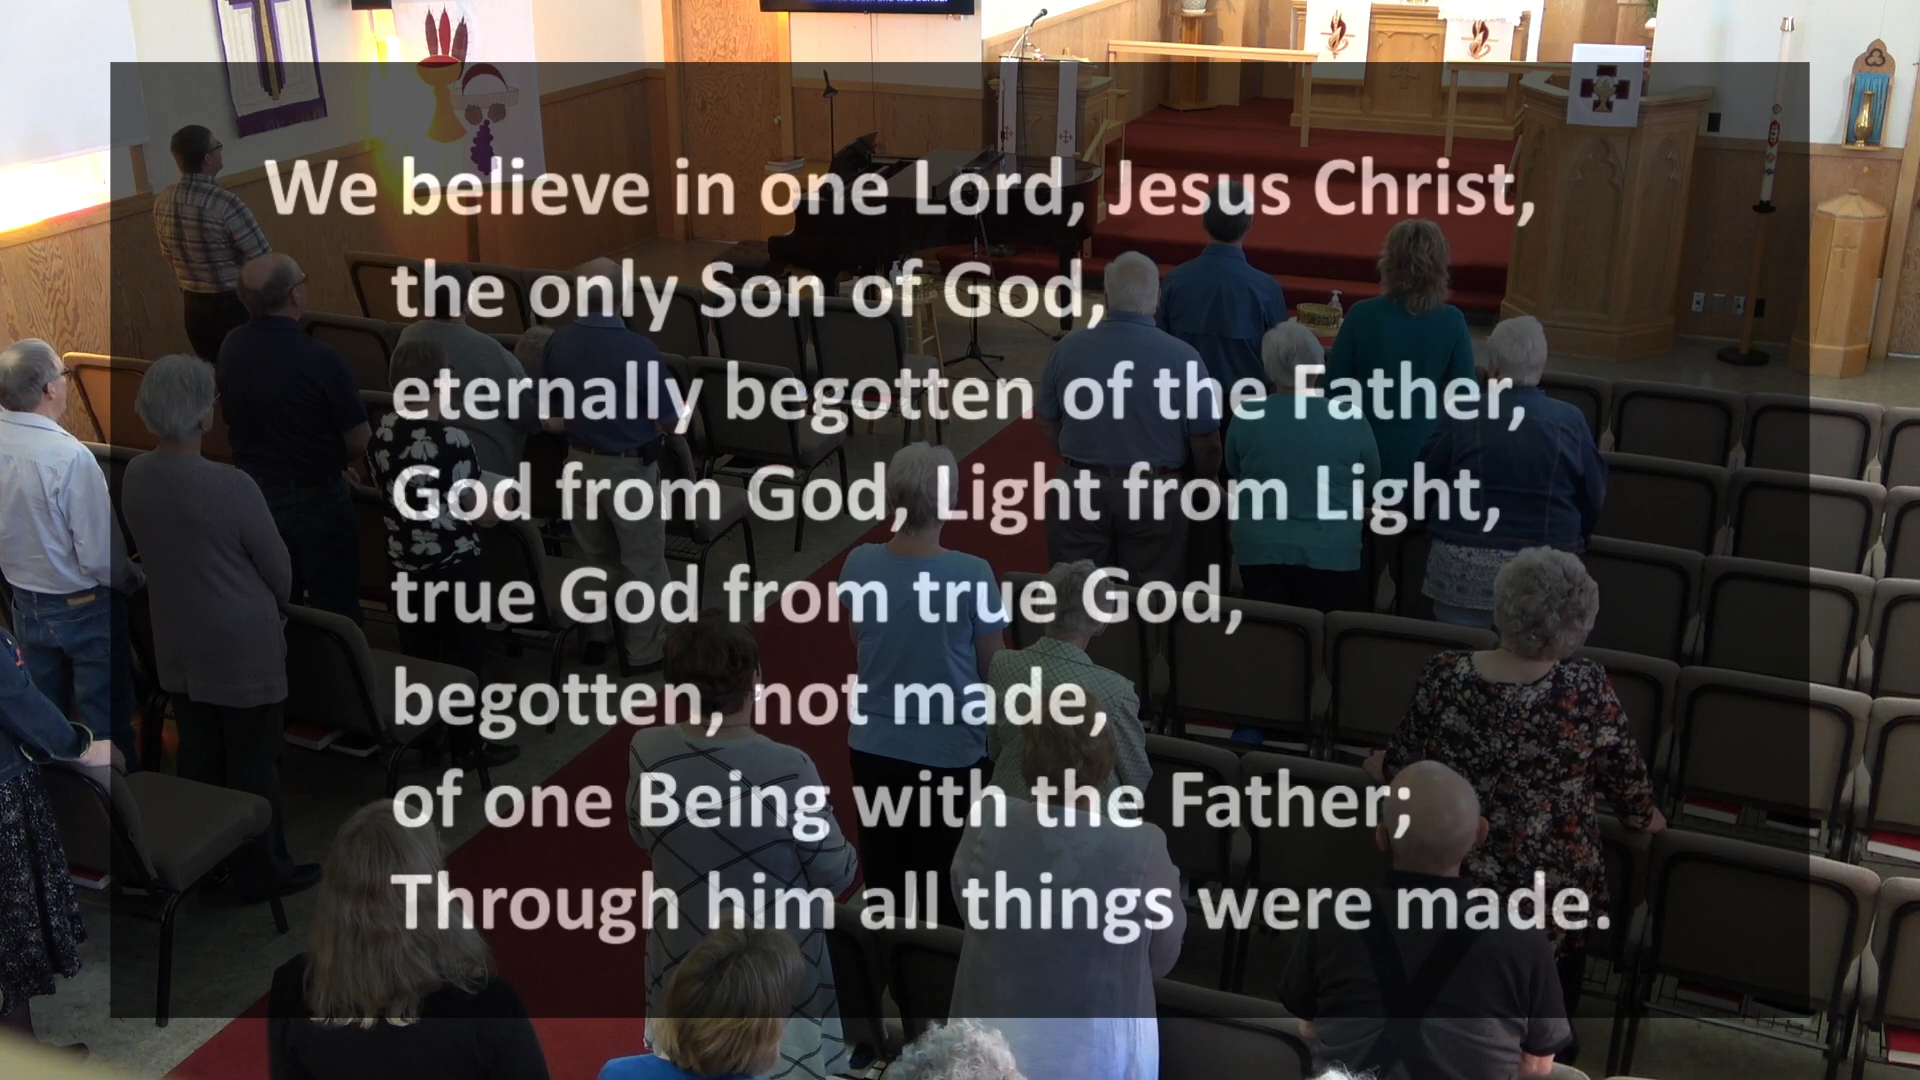 We believe in one Lord, Jesus Christ,
the only Son of God,
eternally begotten of the Father,
God from God, Light from Light,
true God from true God,
begotten, not made,
of one Being with the Father;
Through him all things were made.